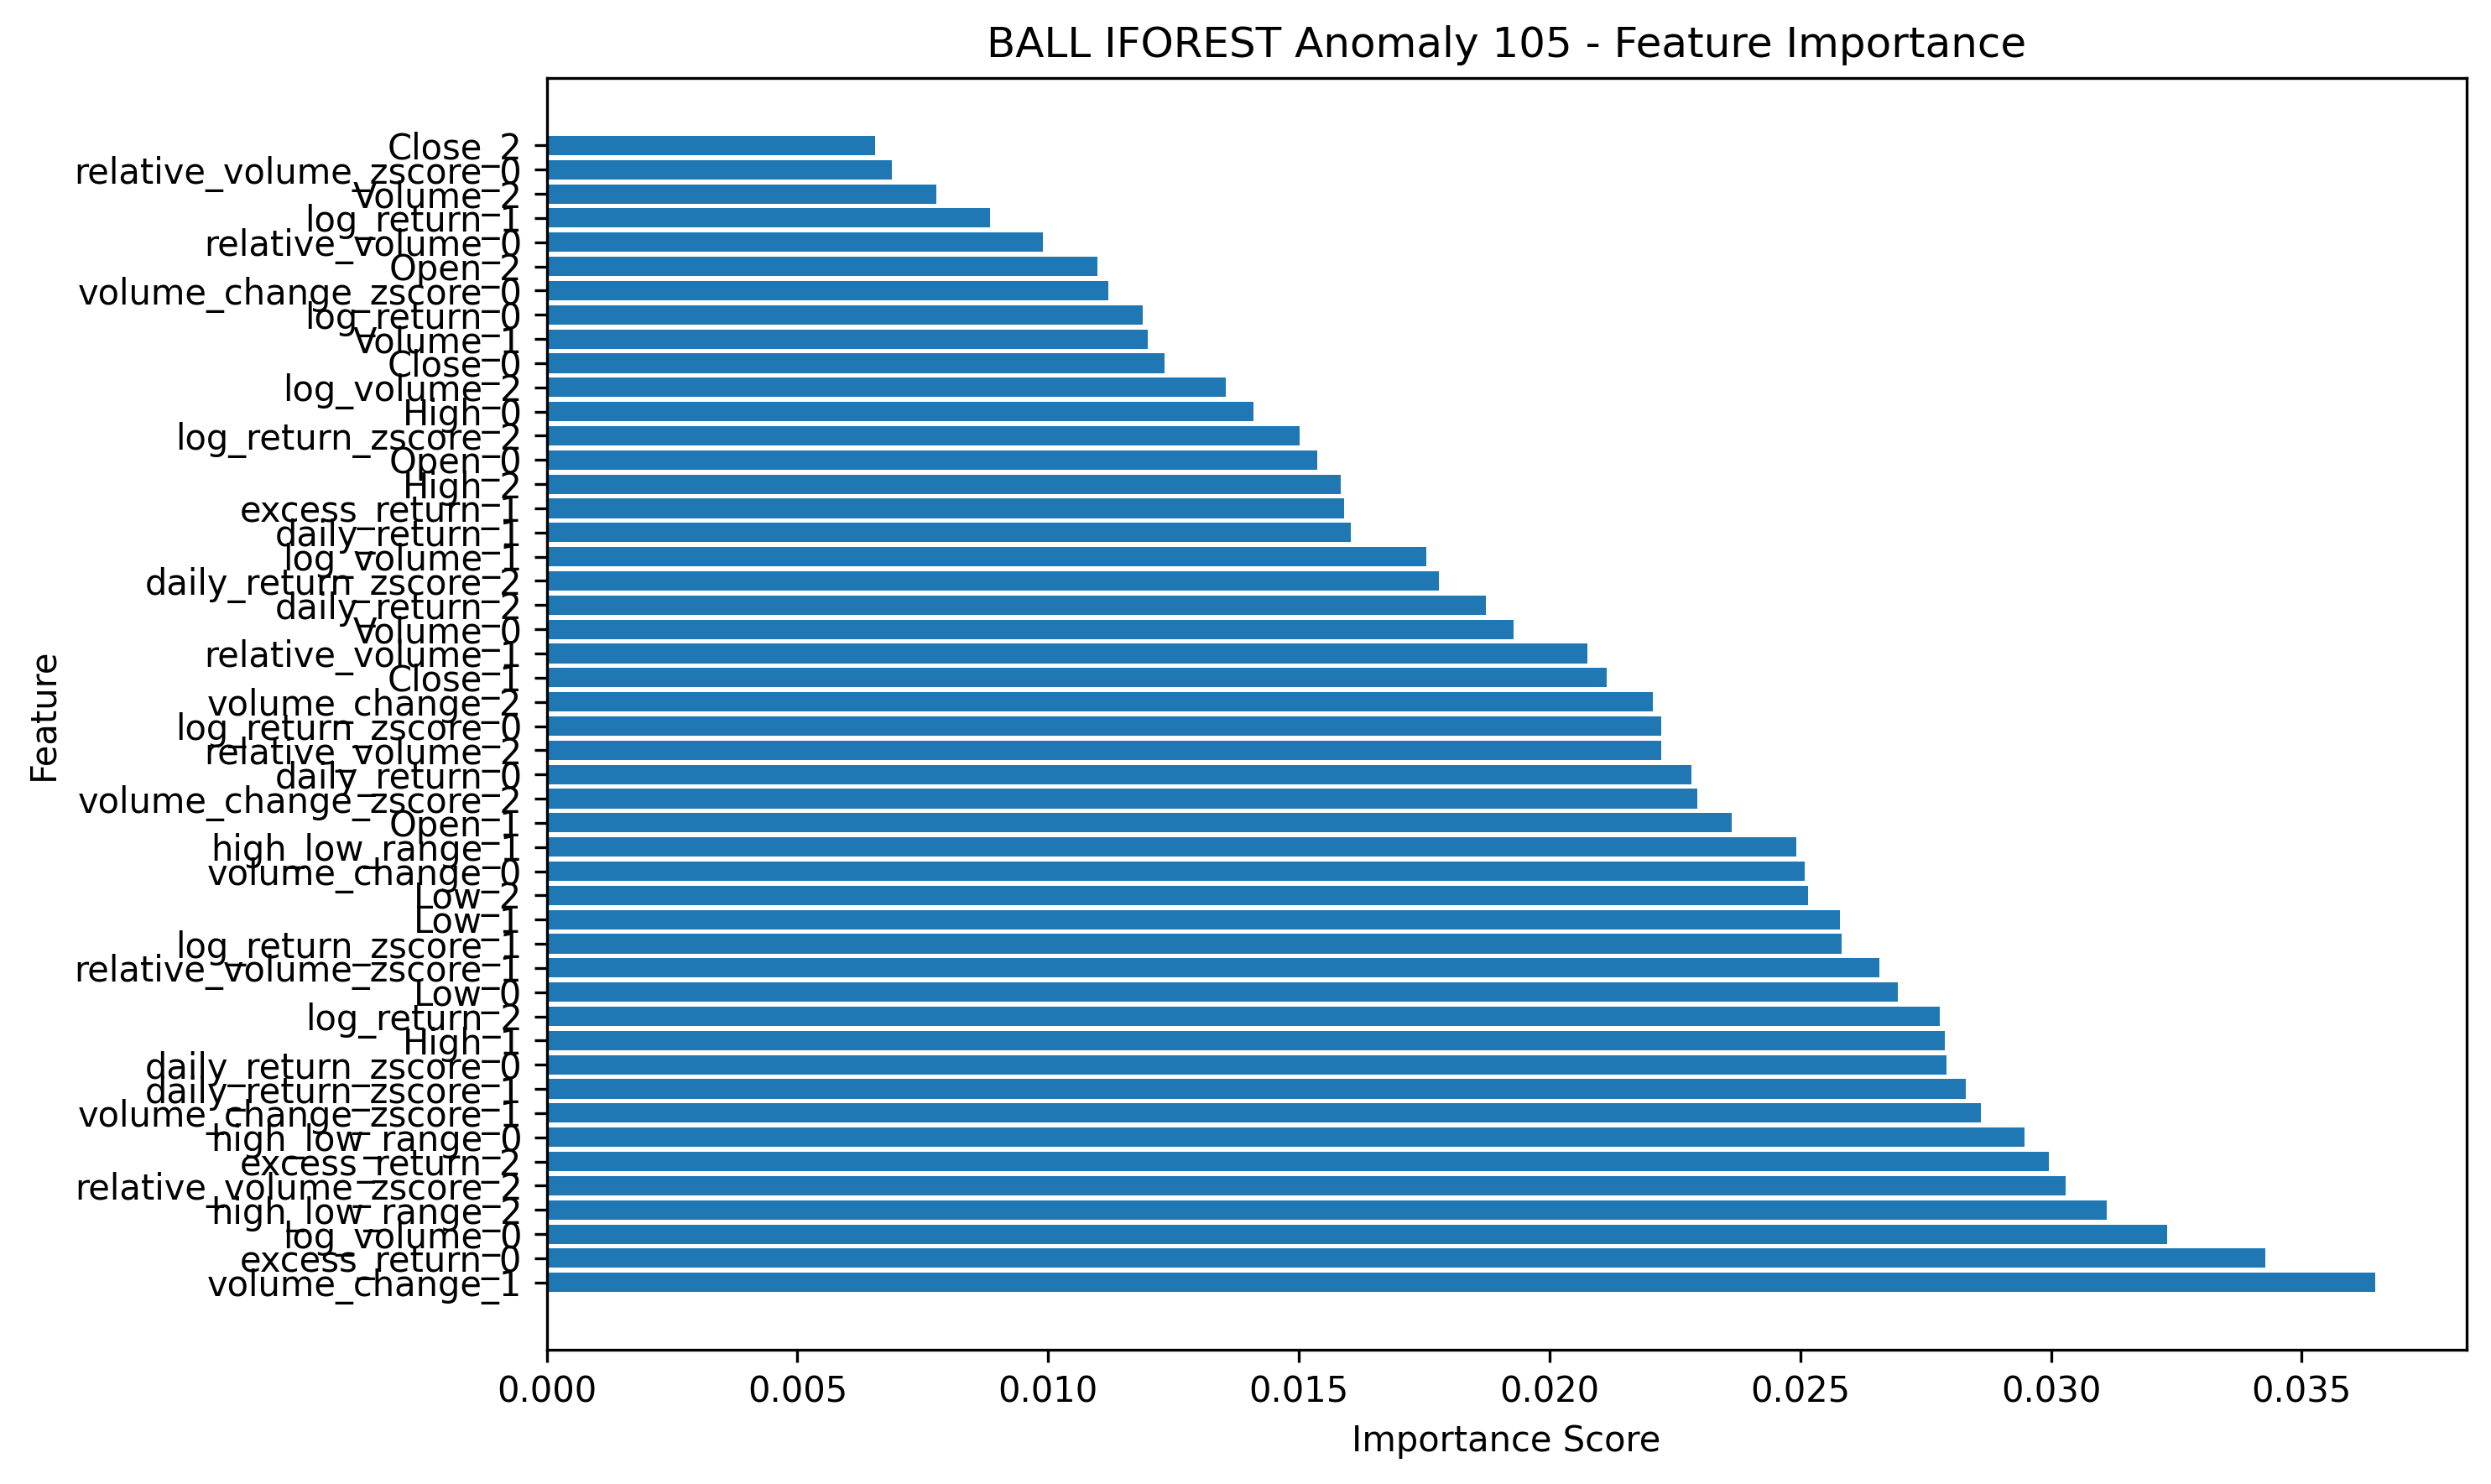 BALL IFOREST Anomaly 105 - Feature Importance
Close_2
relative_volume_zscore_0
Volume_2
log_return_1
relative_volume_0
Open_2
volume_change_zscore_0
log_return_0
Volume_1
Close_0
log_volume_2
High_0
log_return_zscore_2
Open_0
High_2
excess_return_1
daily_return_1
log_volume_1
daily_return_zscore_2
daily_return_2
Volume_0
relative_volume_1
Close_1
volume_change_2
log_return_zscore_0
relative_volume_2
daily_return_0
volume_change_zscore_2
Open_1
high_low_range_1
volume_change_0
Low_2
Low_1
log_return_zscore_1
relative_volume_zscore_1
Low_0
log_return_2
High_1
daily_return_zscore_0
daily_return_zscore_1
volume_change_zscore_1
high_low_range_0
excess_return_2
relative_volume_zscore_2
high_low_range_2
log_volume_0
excess_return_0
volume_change_1
Feature
0.000 0.005 0.010 0.015 0.020 0.025 0.030 0.035
Importance Score